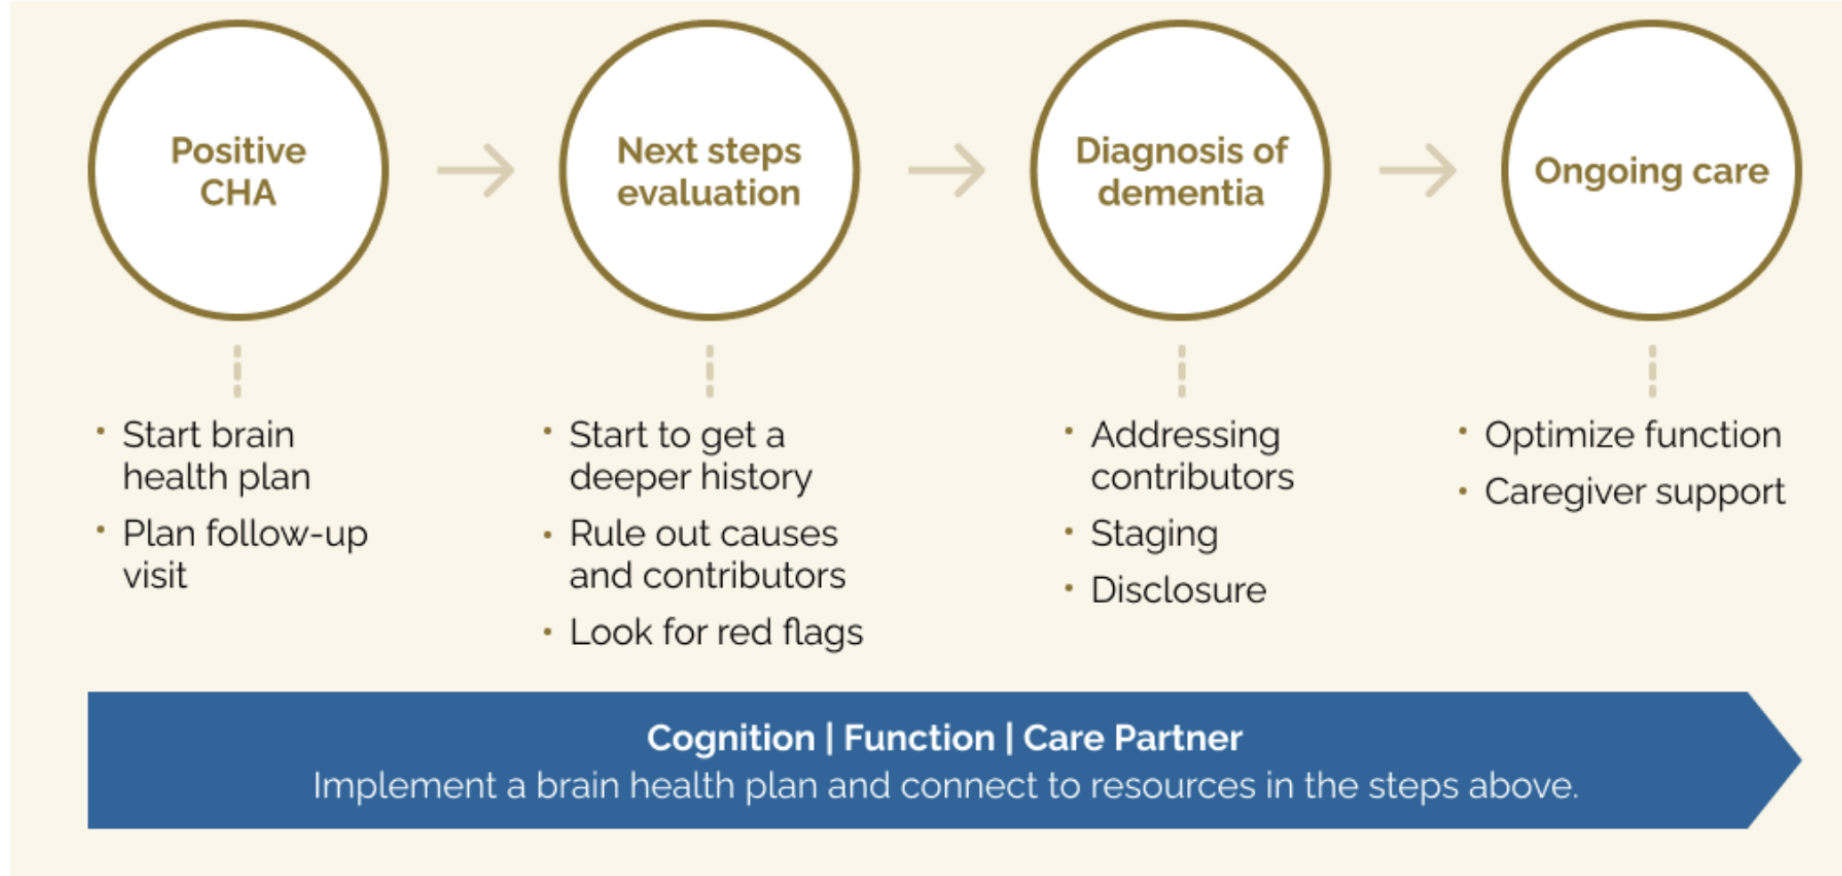 Positive
CHA
Next steps
evaluation
Diagnosis of
dementia
Ongoing care
• Start brain
health plan
• Plan follow-up
visit
• Start to get a
deeper history
• Rule out causes
and contributors
• Look for red flags
• Addressing
contributors
• Staging
• Disclosure
• Optimize function
• Caregiver support
Cognition | Function | Care Partner
Implement a brain health plan and connect to resources in the steps above.